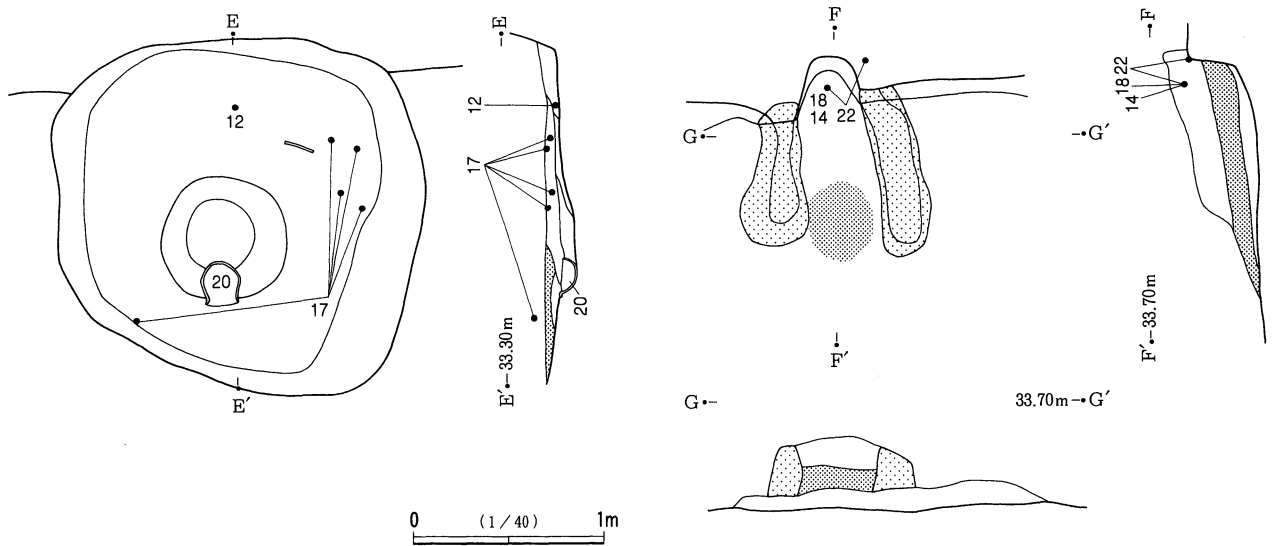 E
12
20
17
E′
E
12
17
20
E′ 33.30m
F
18
14
22
G
G′
F′
F
22
18
14
F′ 33.70m
G
33.70m G′
0 (1/40) 1m